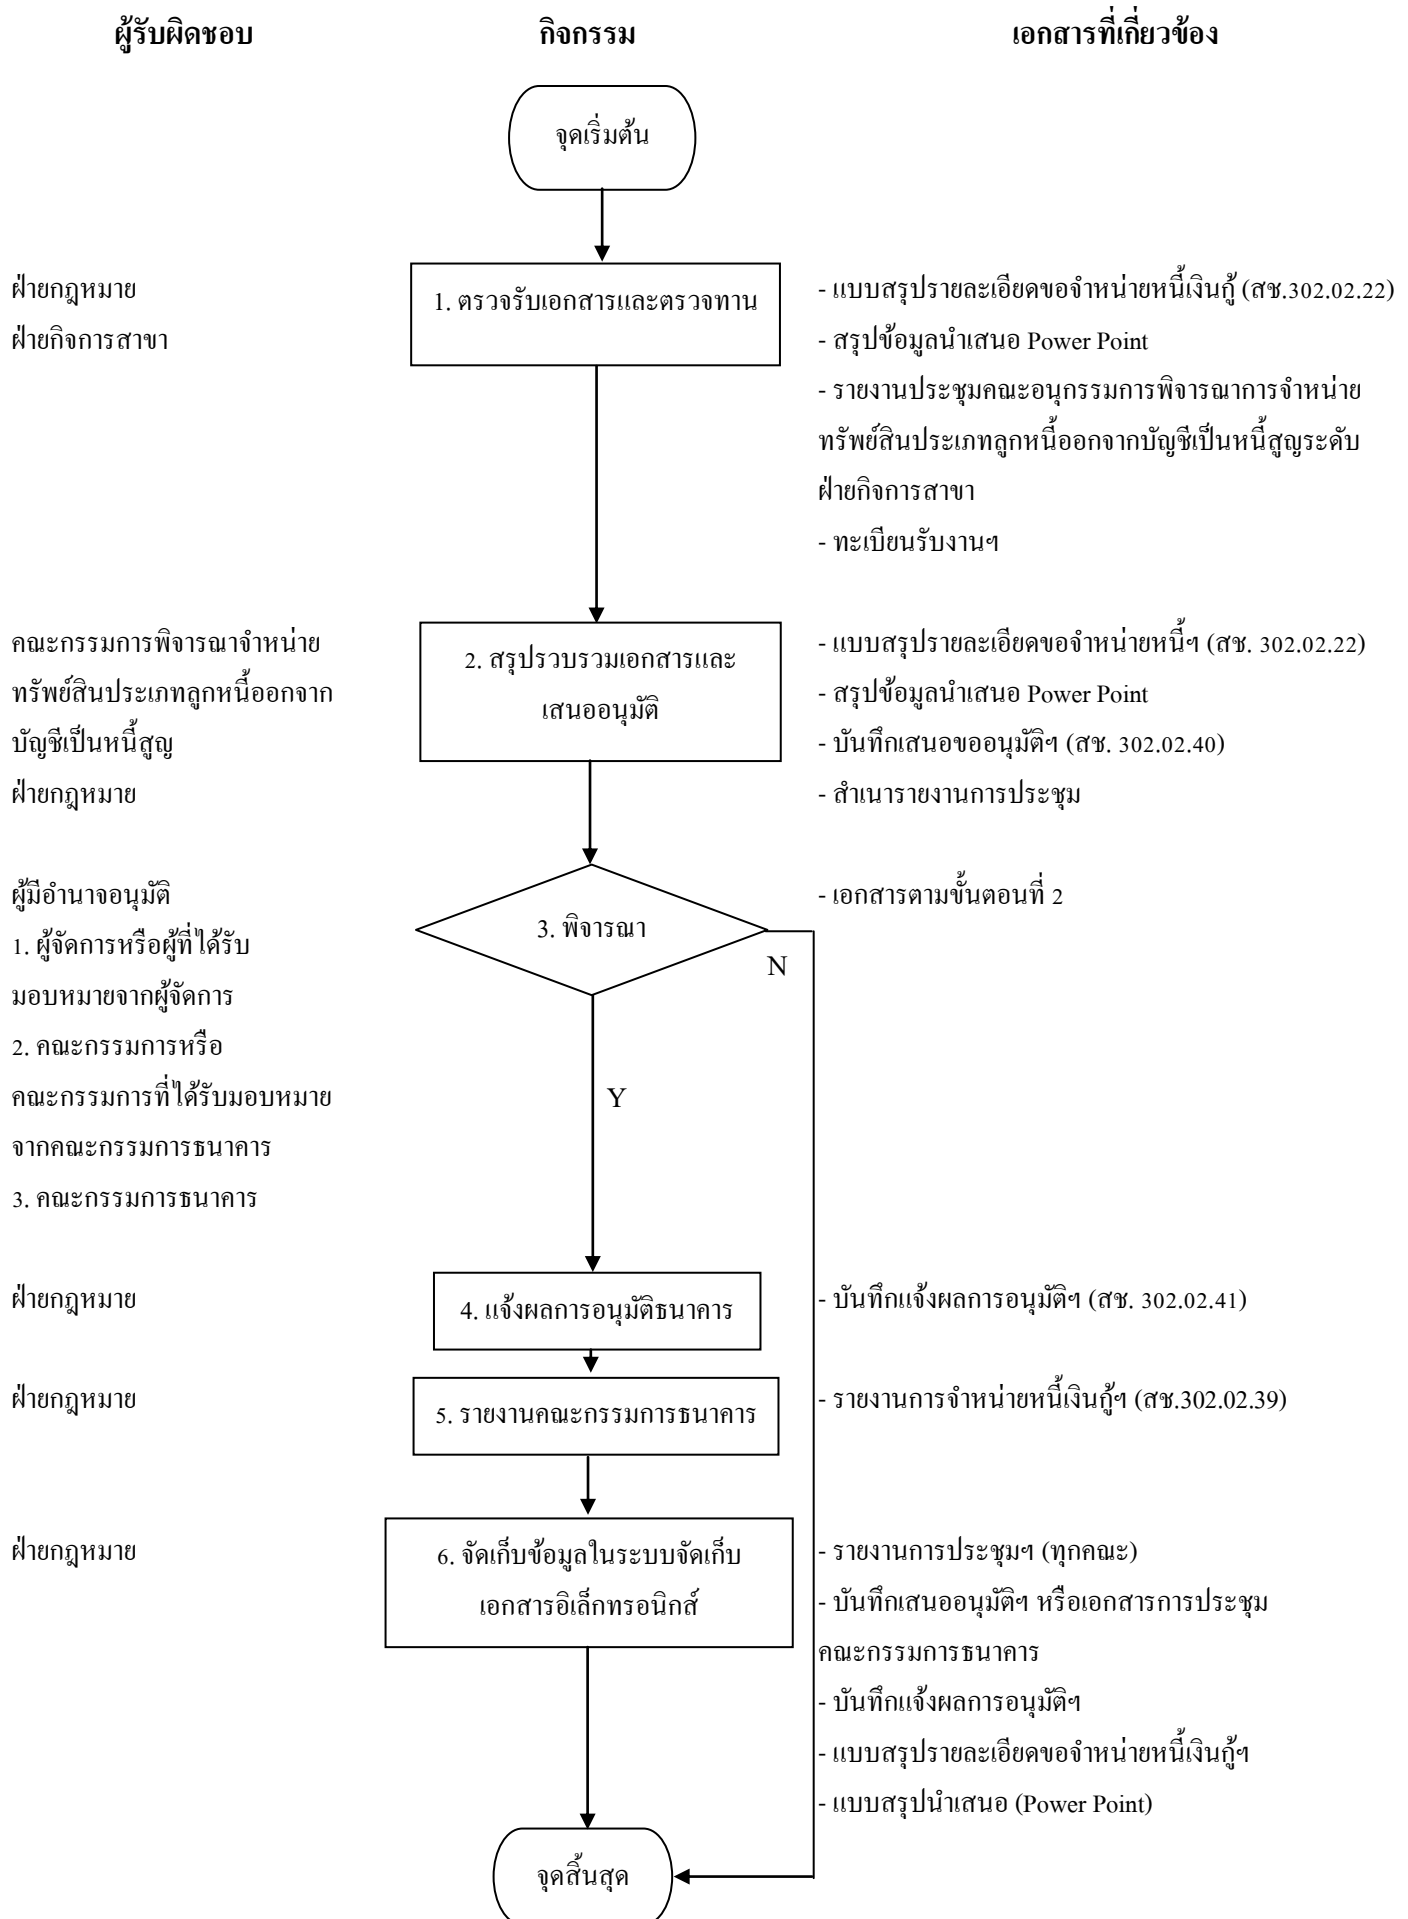 ผู้รับผิดชอบ
กิจกรรม
เอกสารที่เกี่ยวข้อง
จุดเริ่มต้น
ฝ่ายกฎหมาย
ฝ่ายกิจการสาขา
1. ตรวจรับเอกสารและตรวจทาน
- แบบสรุปรายละเอียดขอจำหน่ายหนี้เงินกู้ (สช.302.02.22)
- สรุปข้อมูลนำเสนอ Power Point
- รายงานประชุมคณะอนุกรรมการพิจารณาการจำหน่าย
ทรัพย์สินประเภทลูกหนี้ออกจากบัญชีเป็นหนี้สูญระดับ
ฝ่ายกิจการสาขา
- ทะเบียนรับงานฯ
คณะกรรมการพิจารณาจำหน่าย
ทรัพย์สินประเภทลูกหนี้ออกจาก
บัญชีเป็นหนี้สูญ
ฝ่ายกฎหมาย
2. สรุปรวบรวมเอกสารและ
เสนออนุมัติ
- แบบสรุปรายละเอียดขอจำหน่ายหนี้ฯ (สช. 302.02.22)
- สรุปข้อมูลนำเสนอ Power Point
- บันทึกเสนอขออนุมัติฯ (สช. 302.02.40)
- สำเนารายงานการประชุม
ผู้มีอำนาจอนุมัติ
1. ผู้จัดการหรือผู้ที่ได้รับ
มอบหมายจากผู้จัดการ
2. คณะกรรมการหรือ
คณะกรรมการที่ได้รับมอบหมาย
จากคณะกรรมการธนาคาร
3. คณะกรรมการธนาคาร
3. พิจารณา
N
Y
- เอกสารตามขั้นตอนที่ 2
ฝ่ายกฎหมาย
4. แจ้งผลการอนุมัติธนาคาร
- บันทึกแจ้งผลการอนุมัติฯ (สช. 302.02.41)
ฝ่ายกฎหมาย
5. รายงานคณะกรรมการธนาคาร
- รายงานการจำหน่ายหนี้เงินกู้ฯ (สช.302.02.39)
ฝ่ายกฎหมาย
6. จัดเก็บข้อมูลในระบบจัดเก็บ
เอกสารอิเล็กทรอนิกส์
- รายงานการประชุมฯ (ทุกคณะ)
- บันทึกเสนออนุมัติฯ หรือเอกสารการประชุม
คณะกรรมการธนาคาร
- บันทึกแจ้งผลการอนุมัติฯ
- แบบสรุปรายละเอียดขอจำหน่ายหนี้เงินกู้ฯ
- แบบสรุปนำเสนอ (Power Point)
จุดสิ้นสุด